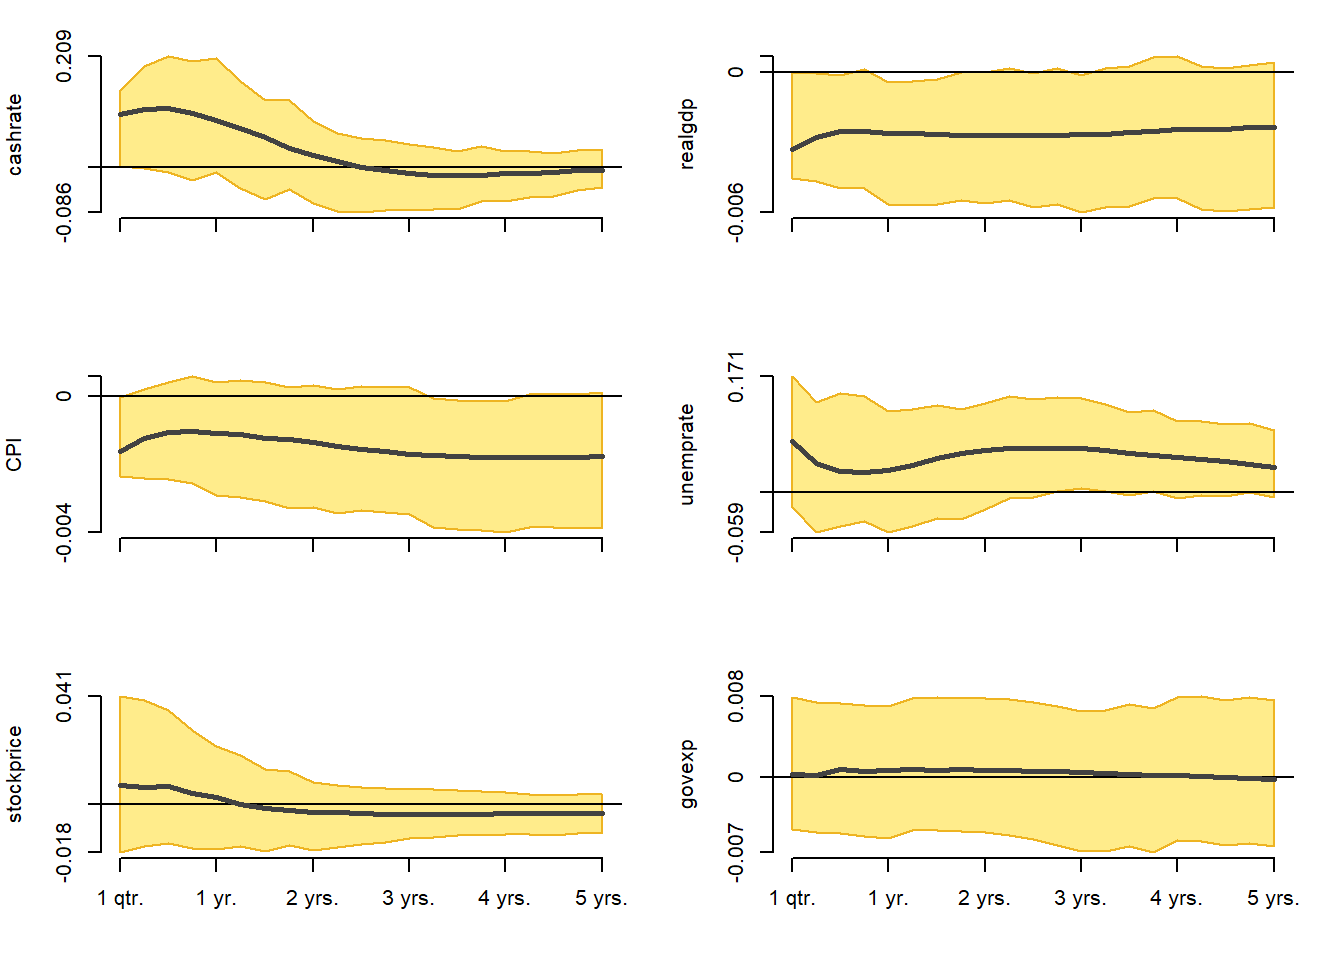 cashrate
0.209
-0.086
realgdp
0
-0.006
CPI
0
-0.004
unemprate
0.171
-0.059
stockprice
0.041
-0.018
govexp
0.008
0
-0.007
1 qtr. 1 yr. 2 yrs. 3 yrs. 4 yrs. 5 yrs.
1 qtr. 1 yr. 2 yrs. 3 yrs. 4 yrs. 5 yrs.